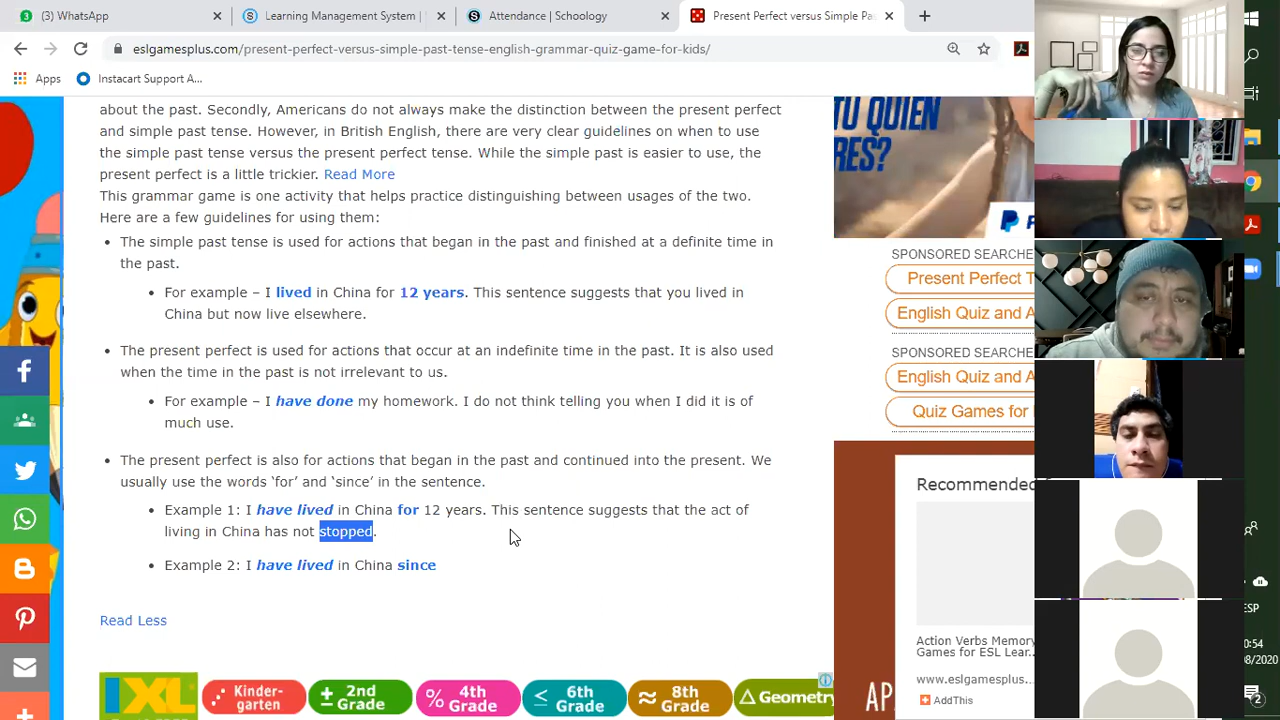 (3) WhatsApp
Learning Management System |
Attendance | Schoology
Present Perfect versus Simple Pas
eslgamesplus.com/present-perfect-versus-simple-past-tense-english-grammar-quiz-game-for-kids/
Apps
Instacart Support A...
about the past. Secondly, Americans do not always make the distinction between the present perfect
and simple past tense. However, in British English, there are very clear guidelines on when to use
the simple past tense versus the present perfect tense. While the simple past is easier to use, the
present perfect is a little trickier. Read More
This grammar game is one activity that helps practice distinguishing between usages of the two.
Here are a few guidelines for using them:
• The simple past tense is used for actions that began in the past and finished at a definite time in
the past.
• For example – I lived in China for 12 years. This sentence suggests that you lived in
China but now live elsewhere.
• The present perfect is used for actions that occur at an indefinite time in the past. It is also used
when the time in the past is not irrelevant to us.
• For example – I have done my homework. I do not think telling you when I did it is of
much use.
• The present perfect is also for actions that began in the past and continued into the present. We
usually use the words ‘for’ and ‘since’ in the sentence.
• Example 1: I have lived in China for 12 years. This sentence suggests that the act of
living in China has not stopped.
• Example 2: I have lived in China since
Read Less
IXL
Kinder-
garten
2nd
Grade
4th
Grade
6th
Grade
8th
Grade
Geometry
TU QUIEN
RES?
SPONSORED SEARCHE
Present Perfect T
English Quiz and A
SPONSORED SEARCHE
English Quiz and A
Quiz Games for
Recommended
Action Verbs Memory
Games for ESL Lear...
www.eslgamesplus...
AddThis
AP
ESP
0:54
/08/2020
2